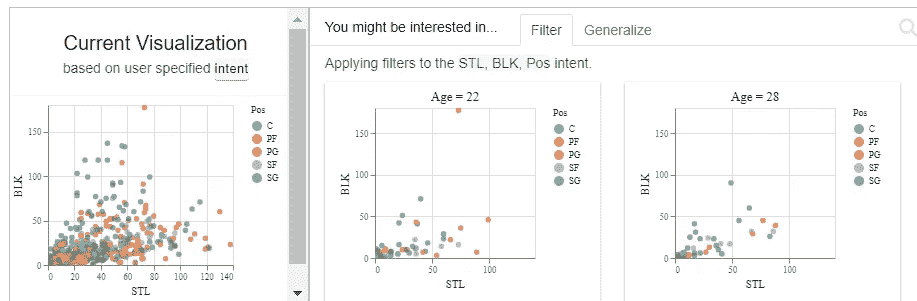 Current Visualization
based on user specified intent
You might be interested in...
Filter
Generalize
Applying filters to the STL, BLK, Pos intent.
Pos
C
PF
PG
SF
SG
150
100
50
0
BLK
0 20 40 60 80 100 120 140
STL
Age = 22
Pos
C
PF
PG
SF
SG
150
100
50
0
BLK
0 50 100
STL
Age = 28
Pos
C
PF
PG
SF
SG
150
100
50
0
BLK
0 50 100
STL